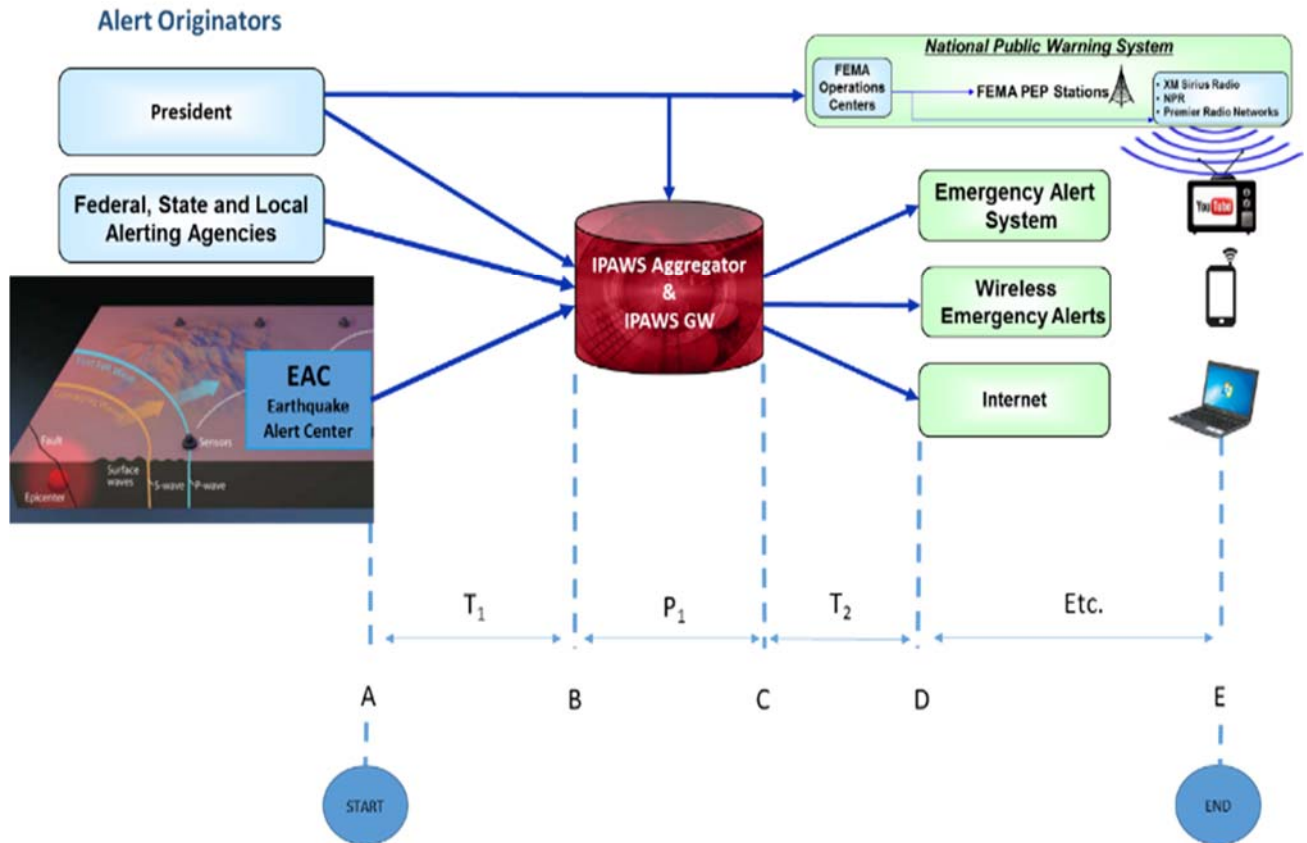 Alert Originators
President
Federal, State and Local
Alerting Agencies
National Public Warning System
FEMA
Operations
Centers
FEMA PEP Stations
• XM Sirius Radio
• NPR
• Premier Radio Networks
YouTube
IPAWS Aggregator
&
IPAWS GW
Emergency Alert
System
Wireless
Emergency Alerts
Internet
EAC
Earthquake
Alert Center
Damaging Wave
Sensors
Fault
Epicenter
Surface
waves
S-wave
P-wave
T₁
P₁
T₂
Etc.
A
B
C
D
E
START
END